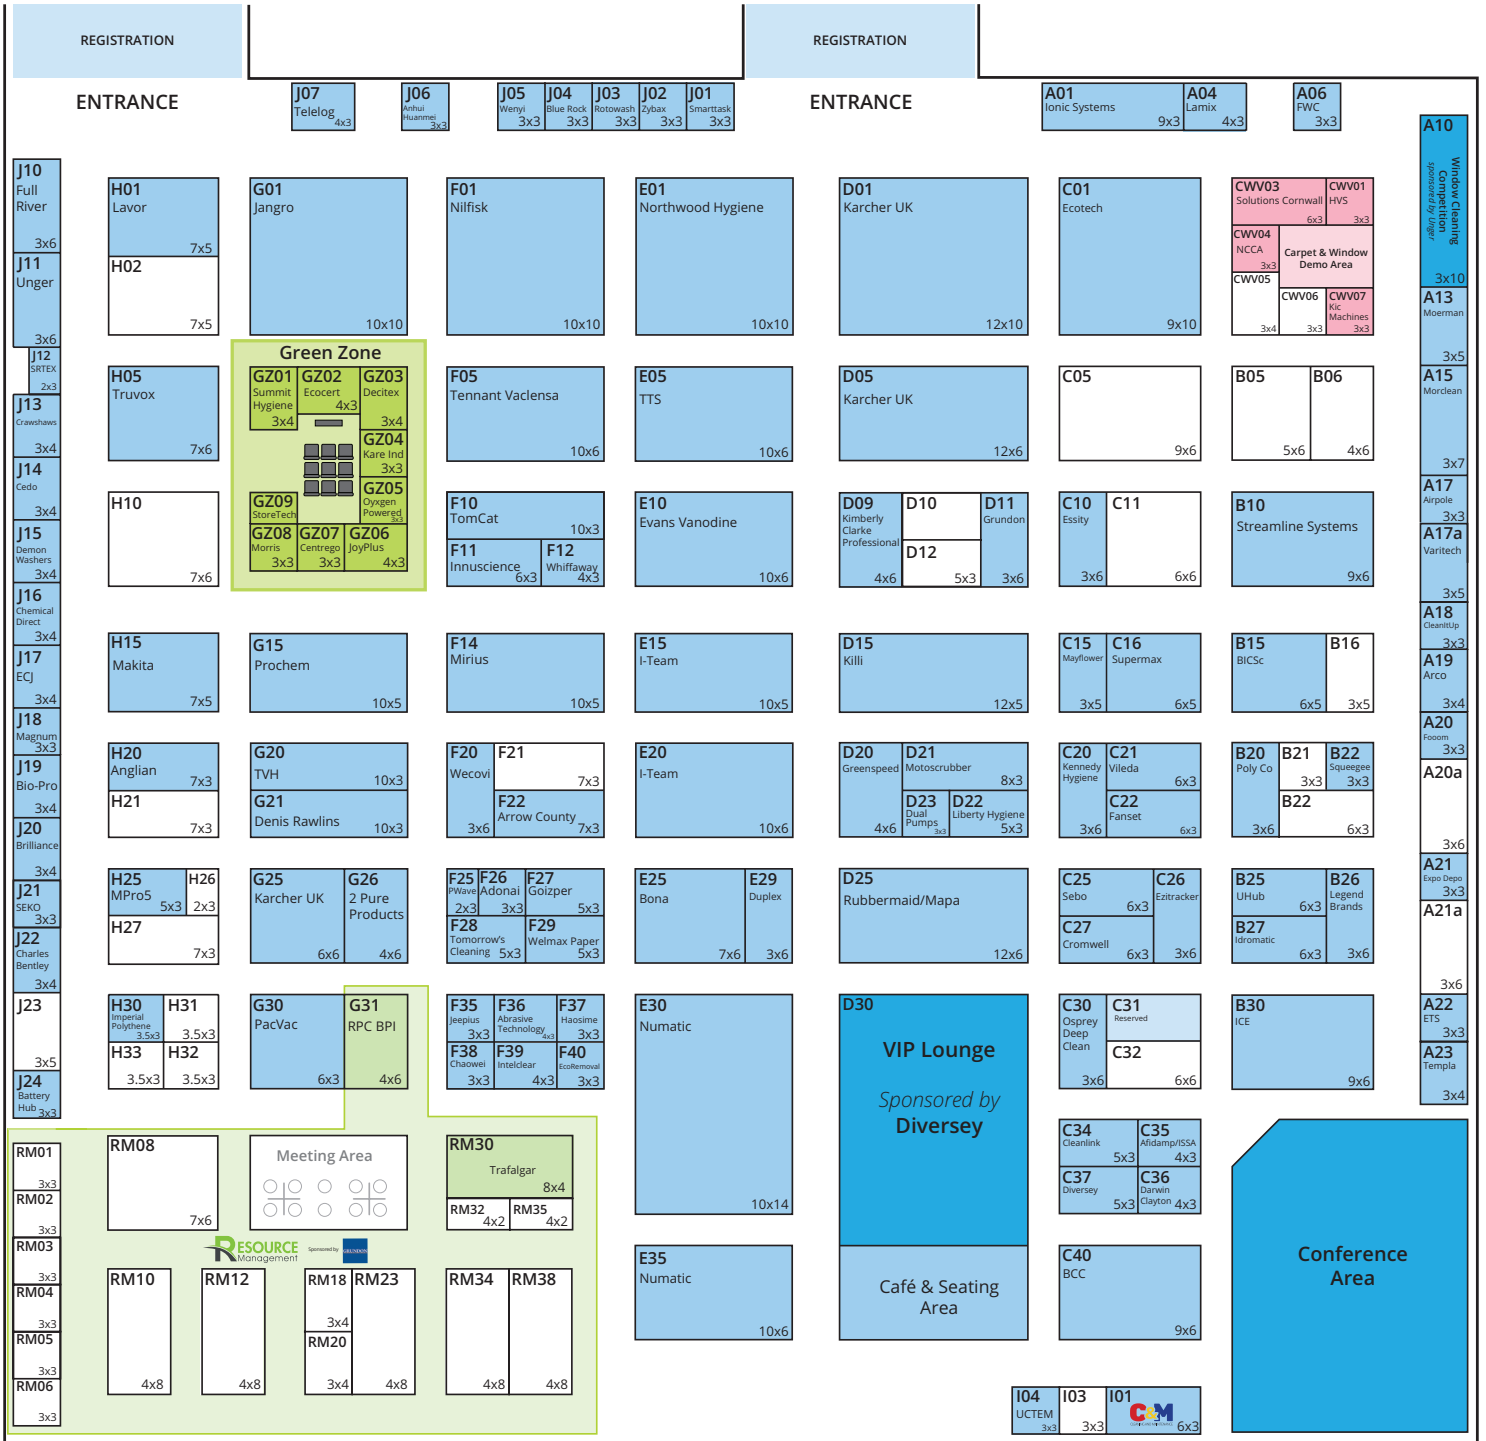 REGISTRATION
REGISTRATION
ENTRANCE
ENTRANCE
J07
Telelog
4x3
J06
Anhui
Huanmei
3x3
J05
Wenyi
3x3
J04
Blue Rock
3x3
J03
Rotowash
3x3
J02
Zybax
3x3
J01
Smarttask
3x3
A01
Ionic Systems
9x3
A04
Lamix
4x3
A06
FWC
3x3
A10
Window Cleaning
Competition
sponsored by Unger
3x10
J10
Full
River
3x6
J11
Unger
3x6
J12
SRTEX
2x3
J13
Crawshaws
3x4
J14
Cedo
3x4
J15
Demon
Washers
3x4
J16
Chemical
Direct
3x4
J17
ECJ
3x4
J18
Magnum
3x3
J19
Bio-Pro
3x4
J20
Brilliance
3x4
J21
SEKO
3x3
J22
Charles
Bentley
3x4
J23
3x5
J24
Battery
Hub
3x3
H01
Lavor
7x5
H02
7x5
H05
Truvox
7x6
H10
7x6
H15
Makita
7x5
H20
Anglian
7x3
H21
7x3
H25
MPro5
5x3
H26
2x3
H27
7x3
H30
Imperial
Polythene
3.5x3
H31
3.5x3
H33
3.5x3
H32
3.5x3
G01
Jangro
10x10
Green Zone
GZ01
Summit
Hygiene
3x4
GZ02
Ecocert
4x3
GZ03
Decitex
3x4
GZ04
Kare Ind
3x3
GZ05
Oyxgen
Powered
3x3
GZ09
StoreTech
GZ08
Morris
3x3
GZ07
Centrego
3x3
GZ06
JoyPlus
4x3
G15
Prochem
10x5
G20
TVH
10x3
G21
Denis Rawlins
10x3
G25
Karcher UK
6x6
G26
2 Pure
Products
4x6
G30
PacVac
6x3
G31
RPC BPI
4x6
F01
Nilfisk
10x10
F05
Tennant Vaclensa
10x6
F10
TomCat
10x3
F11
Innuscience
6x3
F12
Whiffaway
4x3
F14
Mirius
10x5
F20
Wecovi
3x6
F21
7x3
F22
Arrow County
7x3
F25
PWave
2x3
F26
Adonai
3x3
F27
Goizper
5x3
F28
Tomorrow's
Cleaning
5x3
F29
Welmax Paper
5x3
F35
Jeepius
3x3
F36
Abrasive
Technology
4x3
F37
Haosime
3x3
F38
Chaowei
3x3
F39
Intelclear
4x3
F40
EcoRemoval
3x3
E01
Northwood Hygiene
10x10
E05
TTS
10x6
E10
Evans Vanodine
10x6
E15
I-Team
10x5
E20
I-Team
10x6
E25
Bona
7x6
E29
Duplex
3x6
E30
Numatic
10x14
E35
Numatic
10x6
D01
Karcher UK
12x10
D05
Karcher UK
12x6
D09
Kimberly
Clarke
Professional
4x6
D10
D12
5x3
D11
Grundon
3x6
D15
Killi
12x5
D20
Greenspeed
4x6
D21
Motoscrubber
8x3
D23
Dual
Pumps
3x3
D22
Liberty Hygiene
5x3
D25
Rubbermaid/Mapa
12x6
D30
VIP Lounge
Sponsored by
Diversey
Café & Seating
Area
C01
Ecotech
9x10
C05
9x6
C10
Essity
3x6
C11
6x6
C15
Mayflower
3x5
C16
Supermax
6x5
C20
Kennedy
Hygiene
3x6
C21
Vileda
6x3
C22
Fanset
6x3
C25
Sebo
6x3
C26
Ezitracker
3x6
C27
Cromwell
6x3
C30
Osprey
Deep
Clean
3x6
C31
Reserved
C32
6x6
C34
Cleanlink
5x3
C35
Afidamp/ISSA
4x3
C37
Diversey
5x3
C36
Darwin
Clayton
4x3
C40
BCC
9x6
CWV03
Solutions Cornwall
6x3
CWV01
HVS
3x3
CWV04
NCCA
3x3
Carpet & Window
Demo Area
CWV05
3x4
CWV06
3x3
CWV07
Kic
Machines
3x3
B05
5x6
B06
4x6
B10
Streamline Systems
9x6
B15
BICSc
6x5
B16
3x5
B20
Poly Co
3x6
B21
3x3
B22
Squeegee
3x3
B22
6x3
B25
UHub
6x3
B26
Legend
Brands
3x6
B27
Idromatic
6x3
B30
ICE
9x6
A13
Moerman
3x5
A15
Morclean
3x7
A17
Airpole
3x3
A17a
Varitech
3x5
A18
CleanItUp
3x3
A19
Arco
3x4
A20
Fooom
3x3
A20a
3x6
A21
Expo Depo
3x3
A21a
3x6
A22
ETS
3x3
A23
Templa
3x4
Conference
Area
RM01
3x3
RM02
3x3
RM03
3x3
RM04
3x3
RM05
3x3
RM06
3x3
RM08
7x6
Meeting Area
RM30
Trafalgar
8x4
RM32
4x2
RM35
4x2
RESOURCE
Management
Sponsored by
GRUNDON
RM10
4x8
RM12
4x8
RM18
3x4
RM20
3x4
RM23
4x8
RM34
4x8
RM38
4x8
I04
UCTEM
3x3
I03
3x3
I01
C&M
6x3